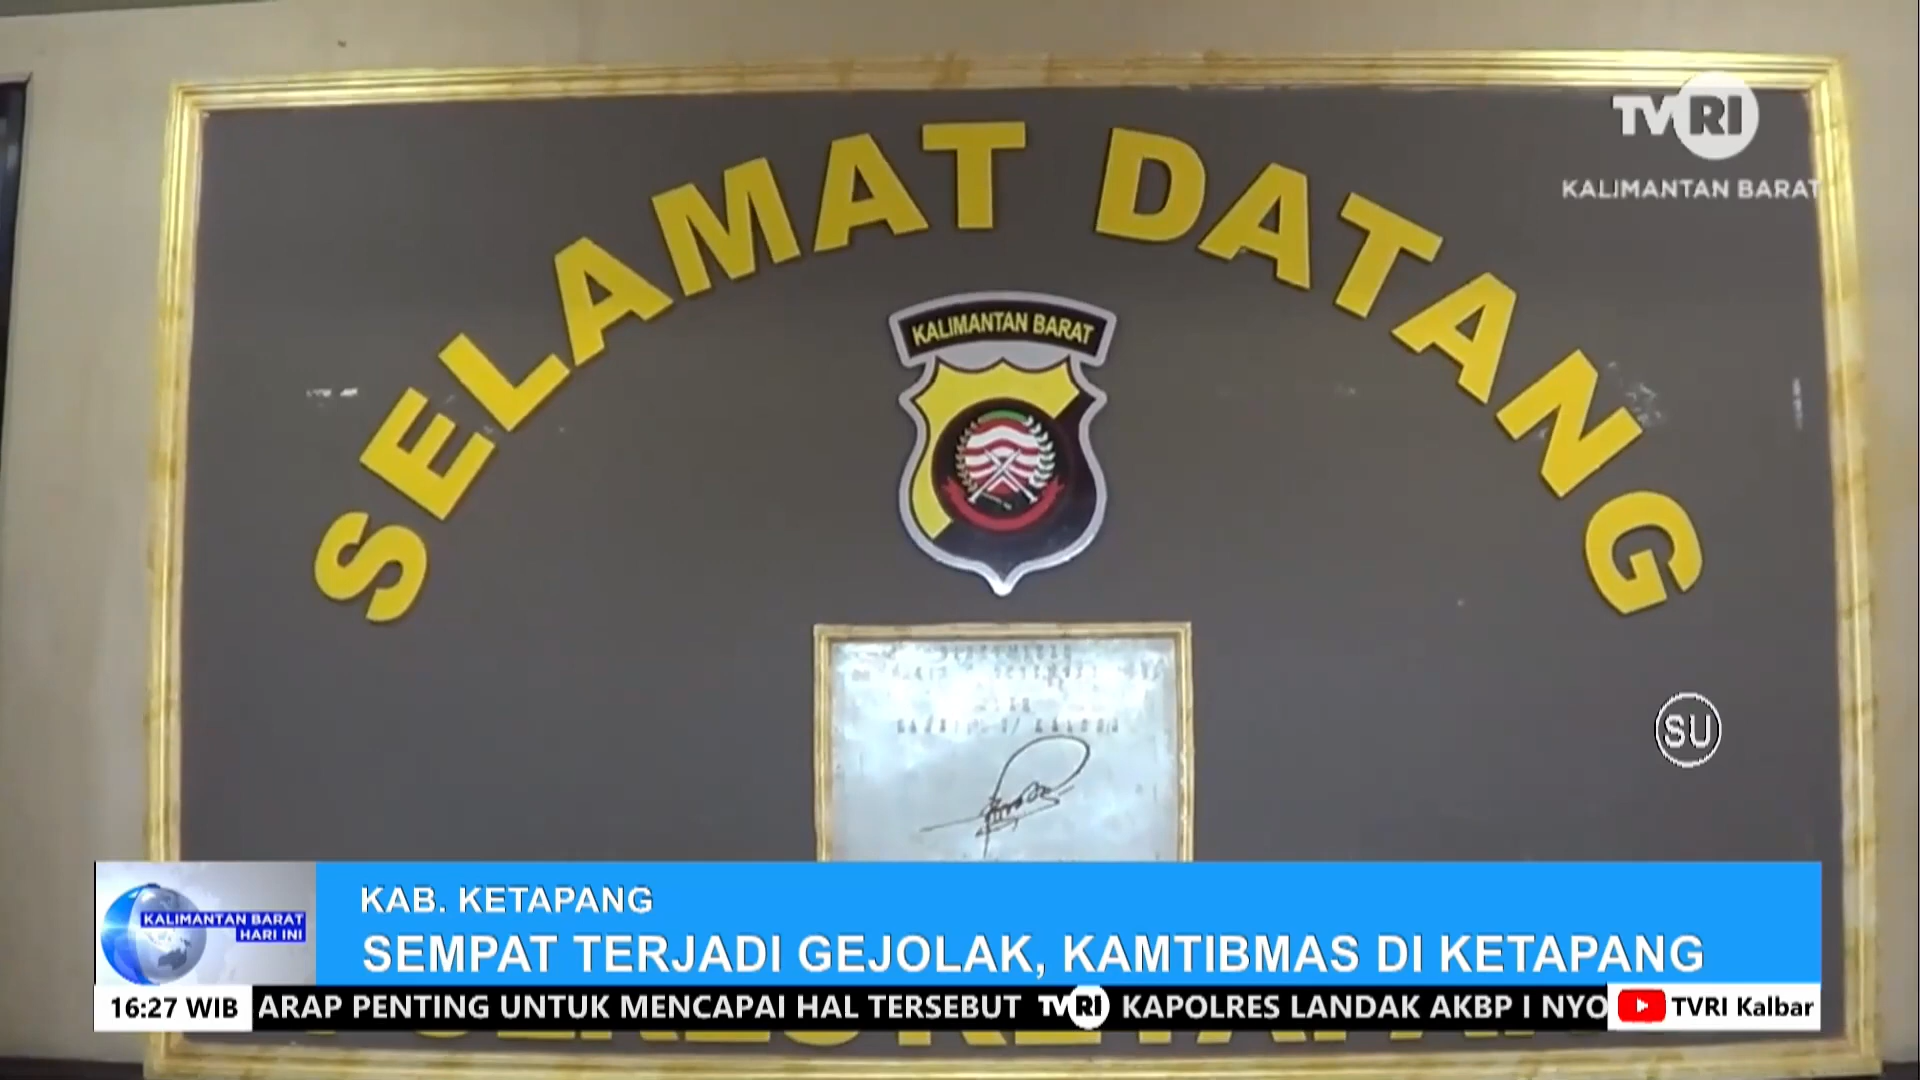 TVRI
KALIMANTAN BARAT
SELAMAT DATANG
KALIMANTAN BARAT
SU
KAB. KETAPANG
KALIMANTAN BARAT
HARI INI
SEMPAT TERJADI GEJOLAK, KAMTIBMAS DI KETAPANG
16:27 WIB ARAP PENTING UNTUK MENCAPAI HAL TERSEBUT TVRI KAPOLRES LANDAK AKBP I NYO TVRI Kalbar